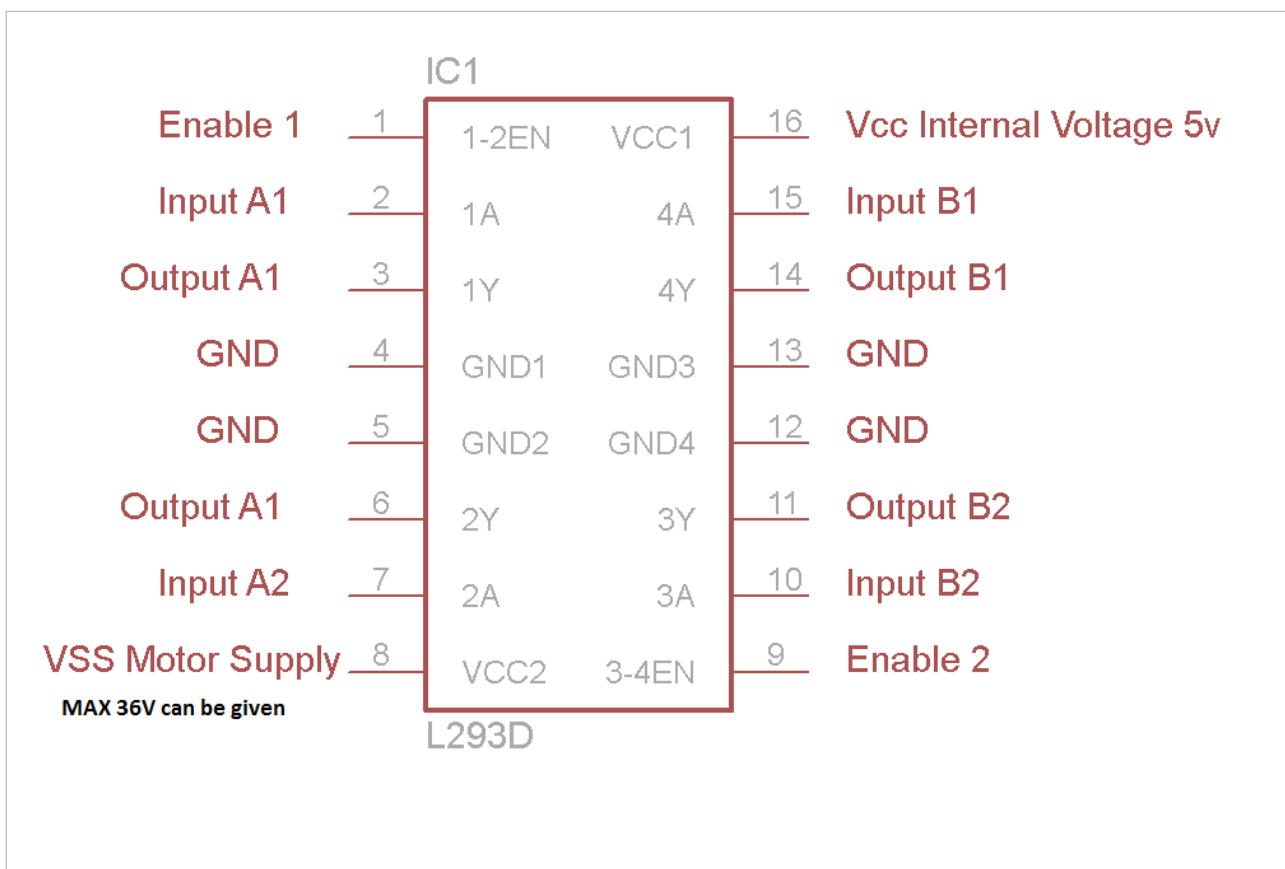 IC1
Enable 1 1 1-2EN VCC1 16 Vcc Internal Voltage 5v
Input A1 2 1A 4A 15 Input B1
Output A1 3 1Y 4Y 14 Output B1
GND 4 GND1 GND3 13 GND
GND 5 GND2 GND4 12 GND
Output A1 6 2Y 3Y 11 Output B2
Input A2 7 2A 3A 10 Input B2
VSS Motor Supply 8 VCC2 3-4EN 9 Enable 2
MAX 36V can be given
L293D